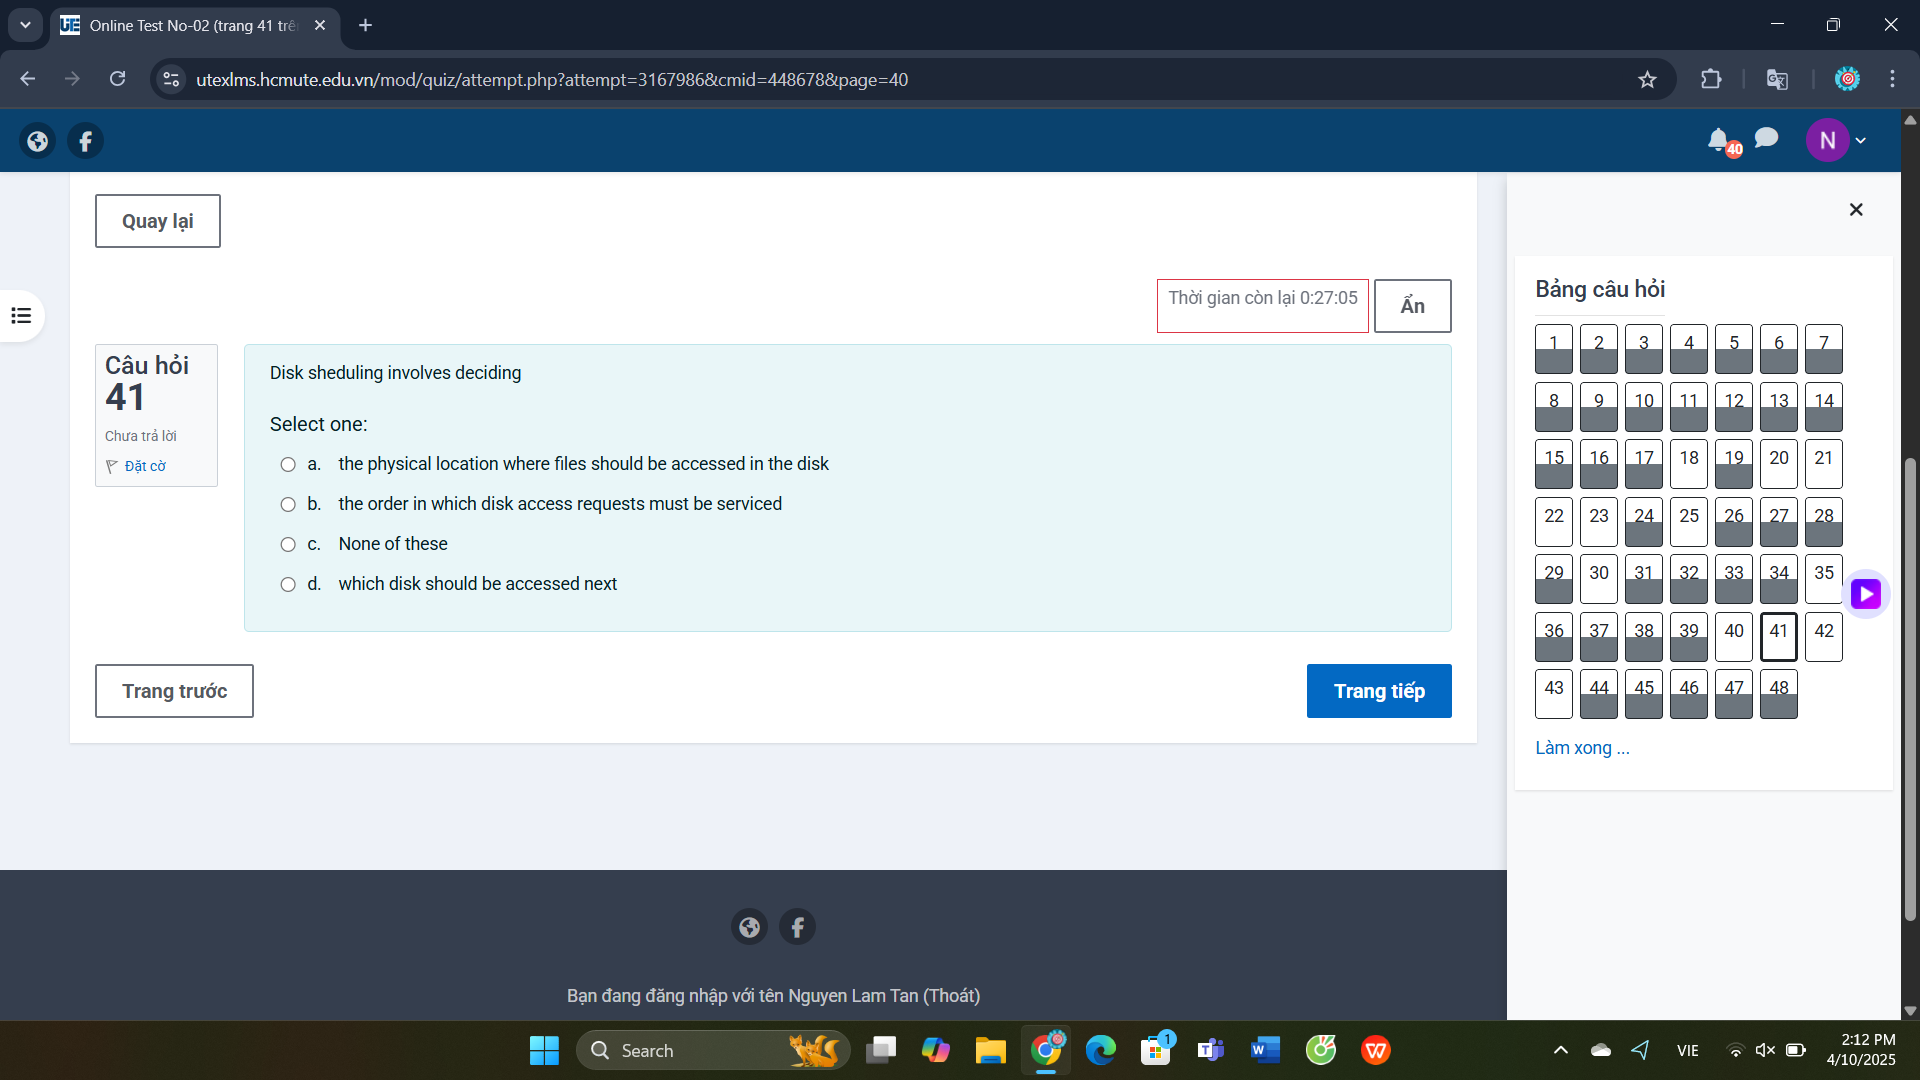 Online Test No-02 (trang 41 trê
utexlms.hcmute.edu.vn/mod/quiz/attempt.php?attempt=3167986&cmid=448678&page=40
40
N
Quay lại
Thời gian còn lại 0:27:05
Ẩn
Câu hỏi
41
Chưa trả lời
Đặt cờ
Disk sheduling involves deciding
Select one:
a. the physical location where files should be accessed in the disk
b. the order in which disk access requests must be serviced
c. None of these
d. which disk should be accessed next
Trang trước
Trang tiếp
Bảng câu hỏi
1 2 3 4 5 6 7
8 9 10 11 12 13 14
15 16 17 18 19 20 21
22 23 24 25 26 27 28
29 30 31 32 33 34 35
36 37 38 39 40 41 42
43 44 45 46 47 48
Làm xong ...
Bạn đang đăng nhập với tên Nguyen Lam Tan (Thoát)
Search
1
VIE
2:12 PM
4/10/2025